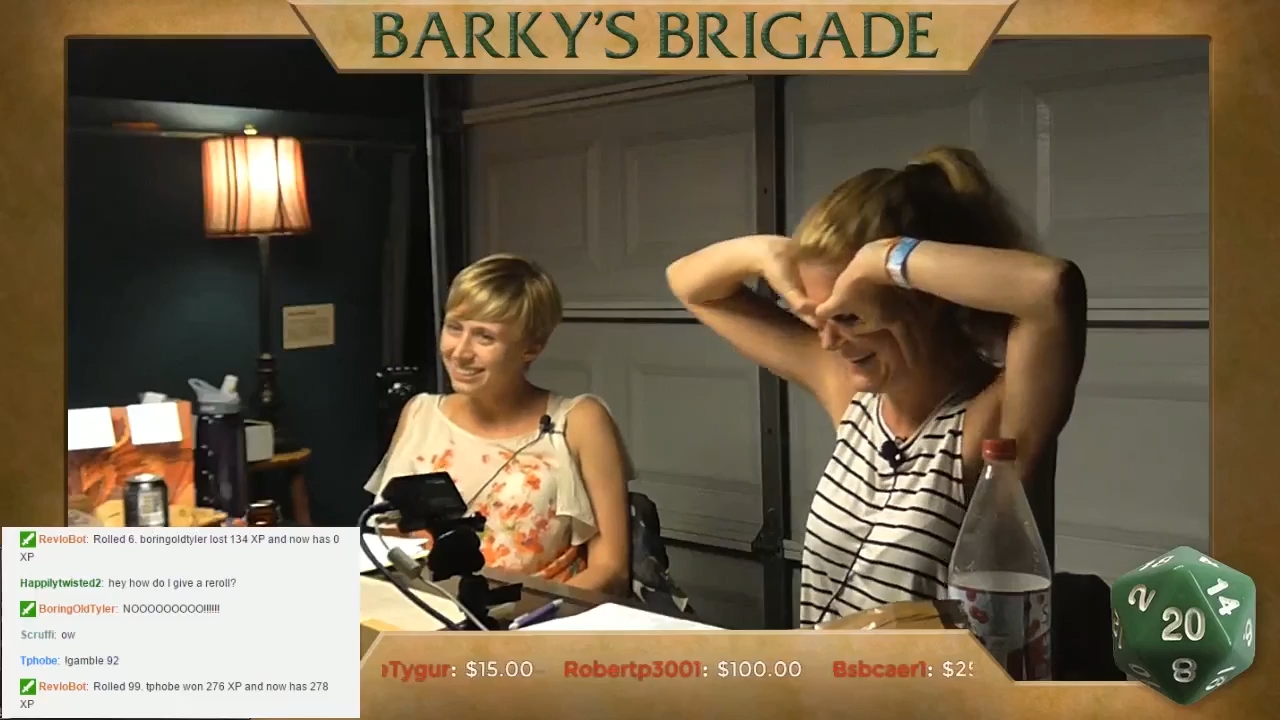 BARKY'S BRIGADE
RevloBot: Rolled 6. boringoldtyler lost 134 XP and now has 0
XP
Happilytwisted2: hey how do I give a reroll?
BoringOldTyler: NOOOOOOOOO!!!!!!
Scruffi: ow
Tphobe: !gamble 92
RevloBot: Rolled 99. tphobe won 276 XP and now has 278
XP
Tygur: $15.00 Robertp3001: $100.00 Bsbcaer1: $25
2 14 20 8